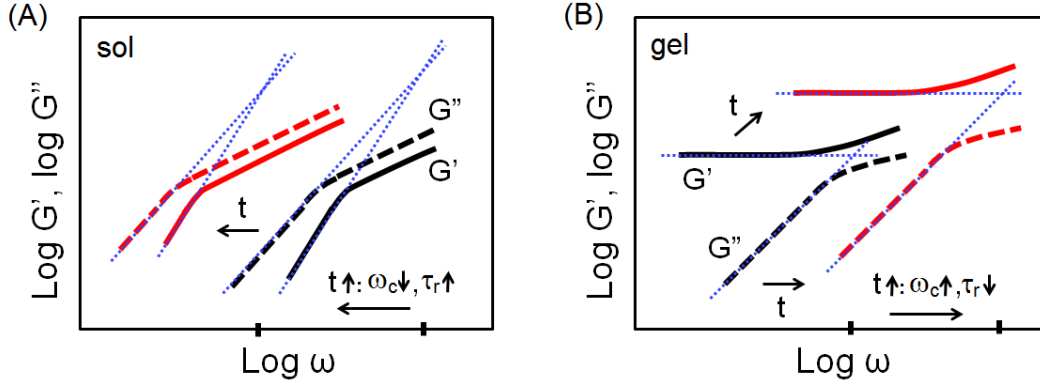 (A)
sol
Log G', log G"
G"
G'
t
t↑: ωc↓, τr↑
Log ω
(B)
gel
Log G', log G"
t
G'
G"
t
t↑: ωc↑, τr↓
Log ω